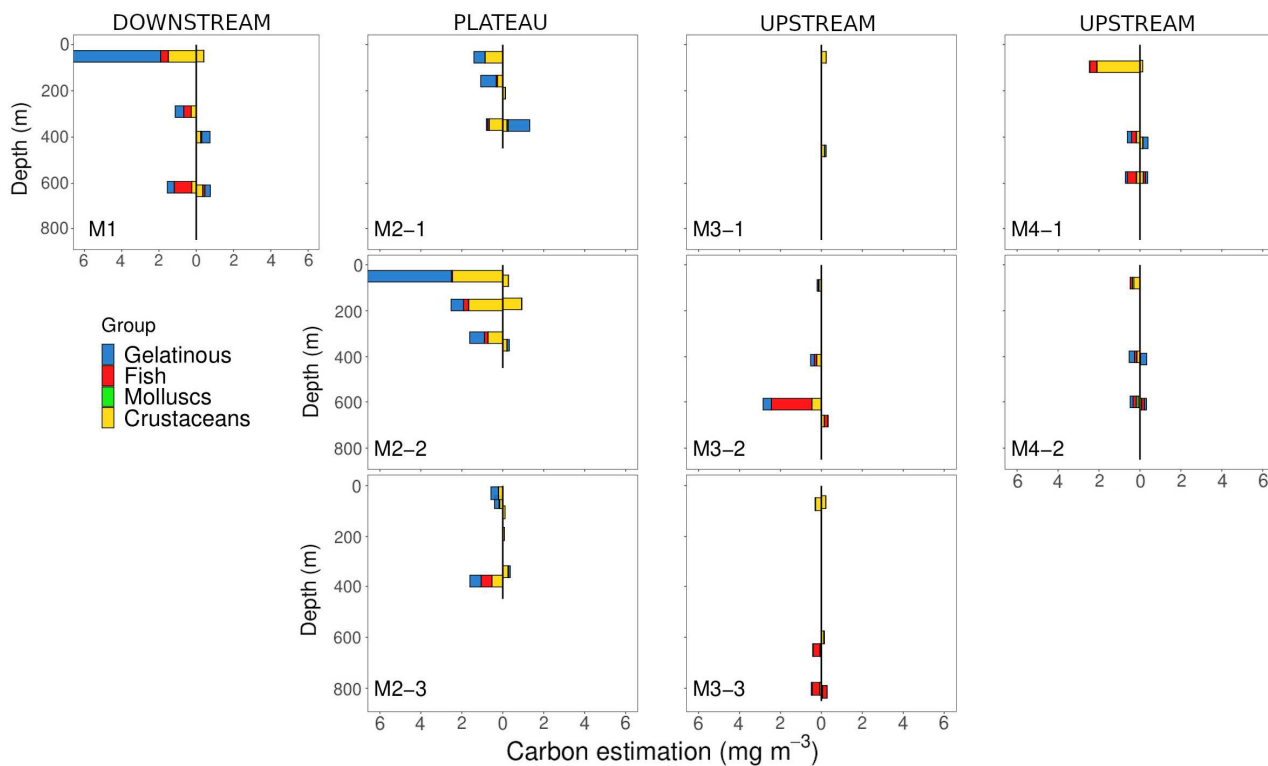 DOWNSTREAM PLATEAU UPSTREAM UPSTREAM
Depth (m)
0
200
400
600
800
M1 M2−1 M3−1 M4−1
6 4 2 0 2 4 6
Group
Gelatinous
Fish
Molluscs
Crustaceans
Depth (m)
0
200
400
600
800
M2−2 M3−2 M4−2
6 4 2 0 2 4 6
Depth (m)
0
200
400
600
800
M2−3 M3−3
6 4 2 0 2 4 6 6 4 2 0 2 4 6
Carbon estimation (mg m⁻³)